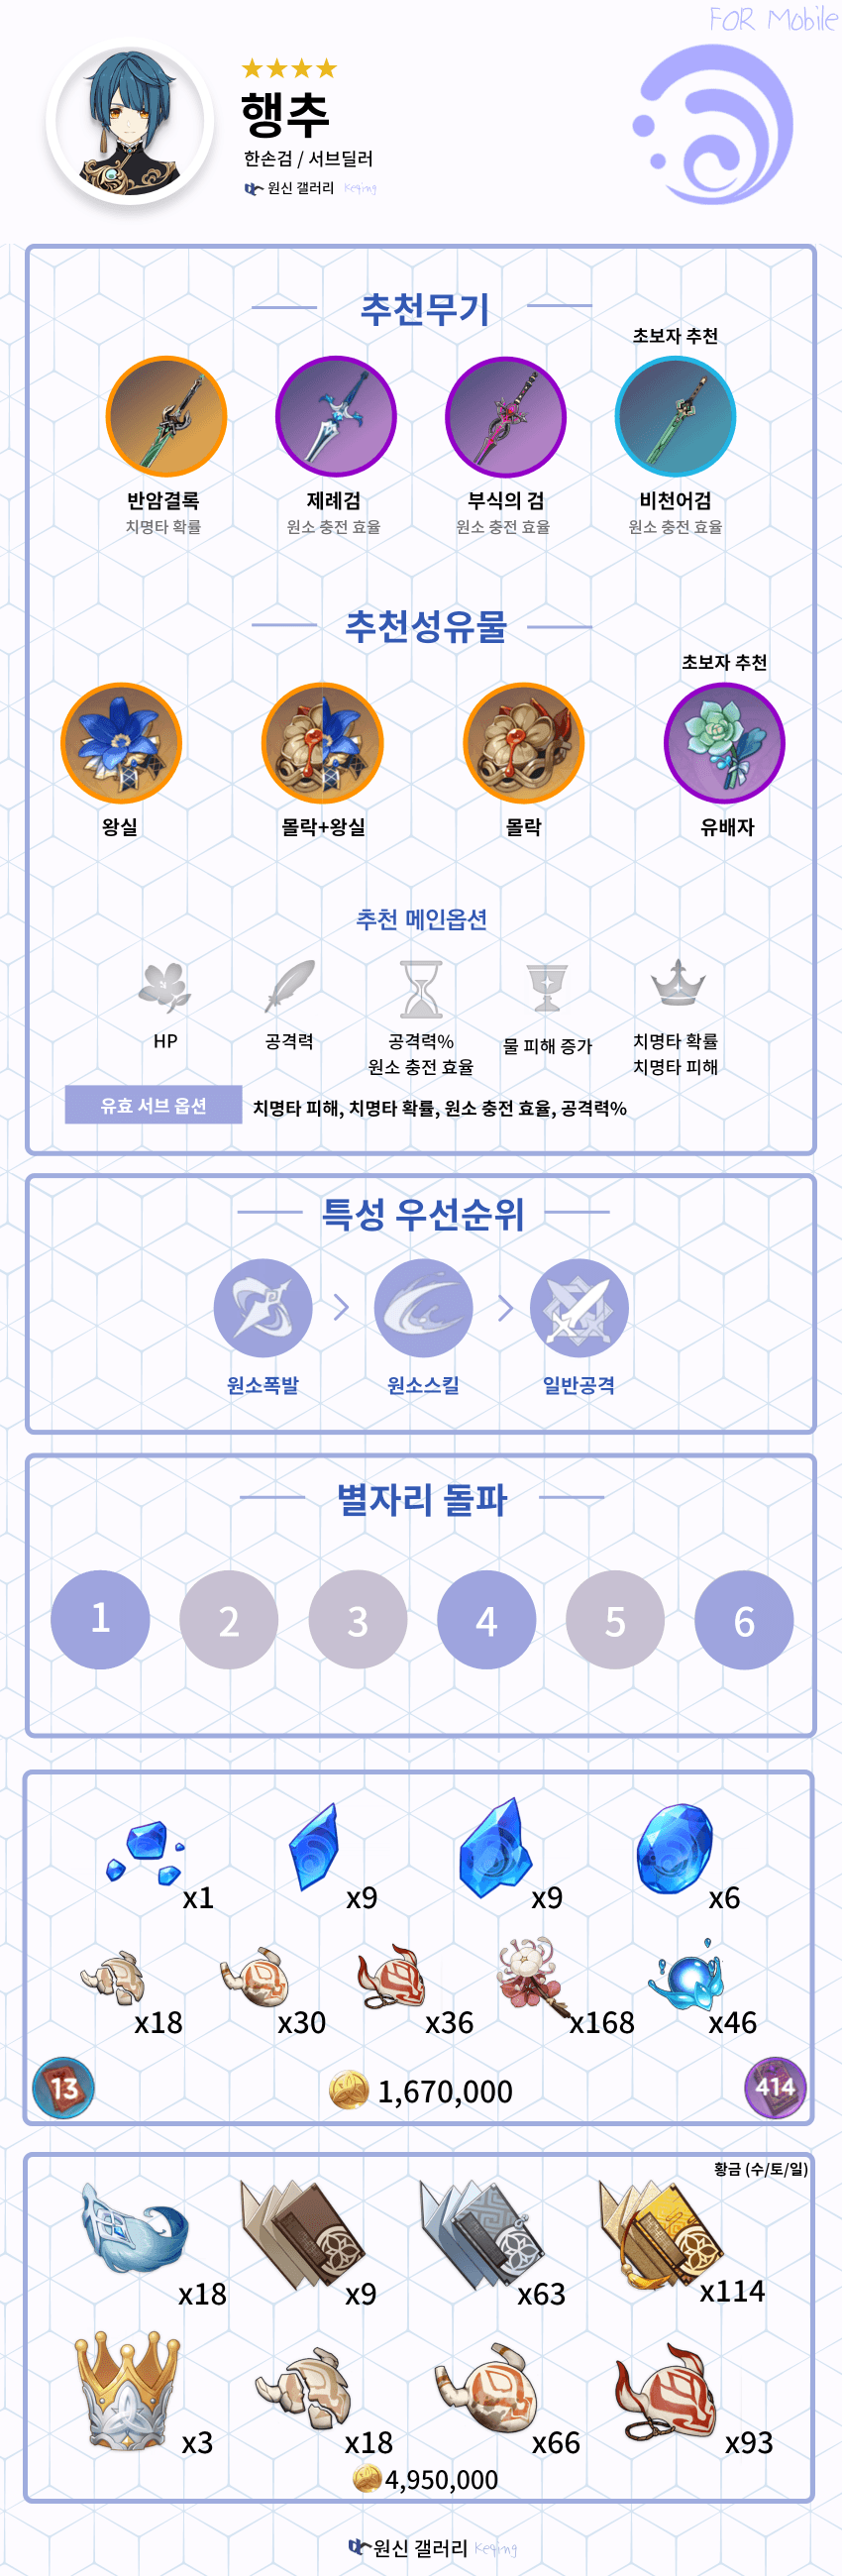 FOR Mobile
행추
한손검 / 서브딜러
원신 갤러리 Keqing
추천무기
초보자 추천
반암결록 제례검 부식의 검 비천어검
치명타 확률 원소 충전 효율 원소 충전 효율 원소 충전 효율
추천성유물
초보자 추천
왕실 몰락+왕실 몰락 유배자
추천 메인옵션
HP 공격력 공격력% 물 피해 증가 치명타 확률
원소 충전 효율 치명타 피해
유효 서브 옵션 치명타 피해, 치명타 확률, 원소 충전 효율, 공격력%
특성 우선순위
원소폭발 원소스킬 일반공격
별자리 돌파
1 2 3 4 5 6
x1 x9 x9 x6
x18 x30 x36 x168 x46
13 1,670,000 414
황금 (수/토/일)
x18 x9 x63 x114
x3 x18 x66 x93
4,950,000
원신 갤러리 Keqing